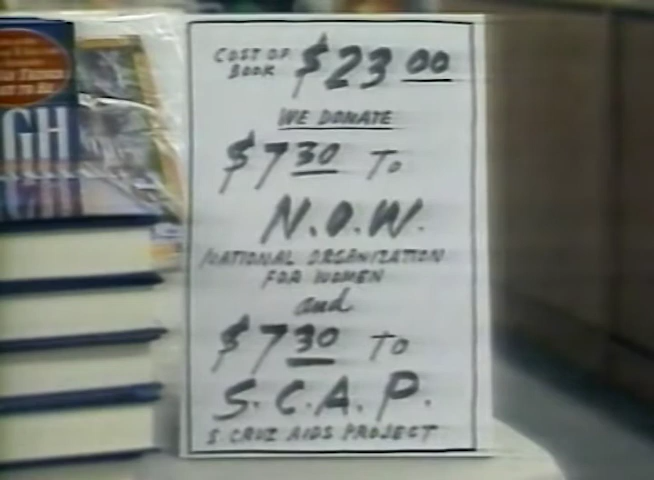 COST OF
BOOK $23 00
WE DONATE
$7 30 To
N.O.W.
NATIONAL ORGANIZATION
FOR WOMEN
and
$7 30 To
S.C.A.P.
S. CRUZ AIDS PROJECT
GH